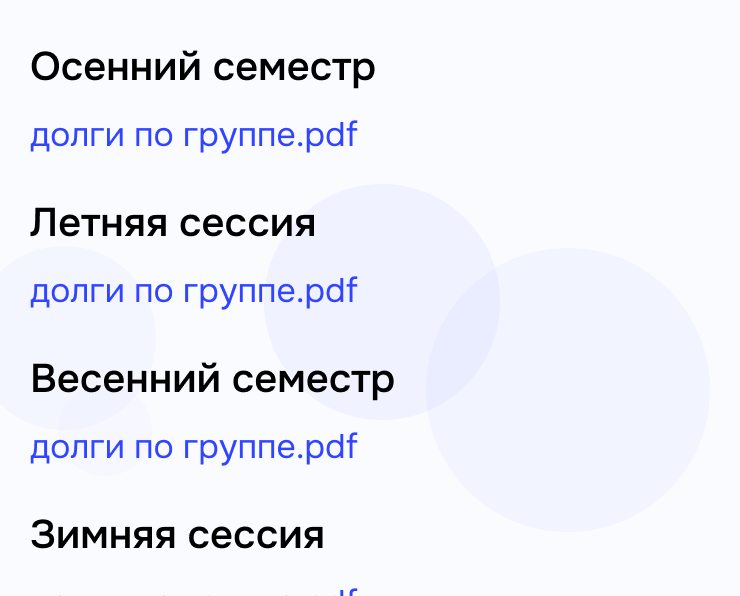 Осенний семестр
долги по группе.pdf
Летняя сессия
долги по группе.pdf
Весенний семестр
долги по группе.pdf
Зимняя сессия